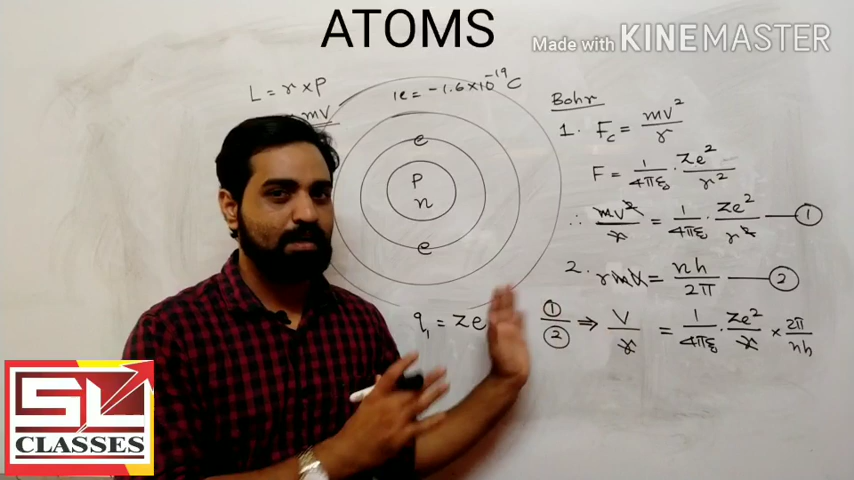 ATOMS
Made with KINEMASTER
L = r × P
mV
1e = -1.6×10⁻¹⁹ C
e
P
n
e
q₁ = Ze
Bohr
1. F_c = mv²/r
F = 1/4πε₀ · Ze²/r²
∴ mv²/r = 1/4πε₀ · Ze²/r² — ①
2. rmv = nh/2π — ②
①/② ⇒ V/r = 1/4πε₀ · Ze²/r × 2π/nh
SL
CLASSES